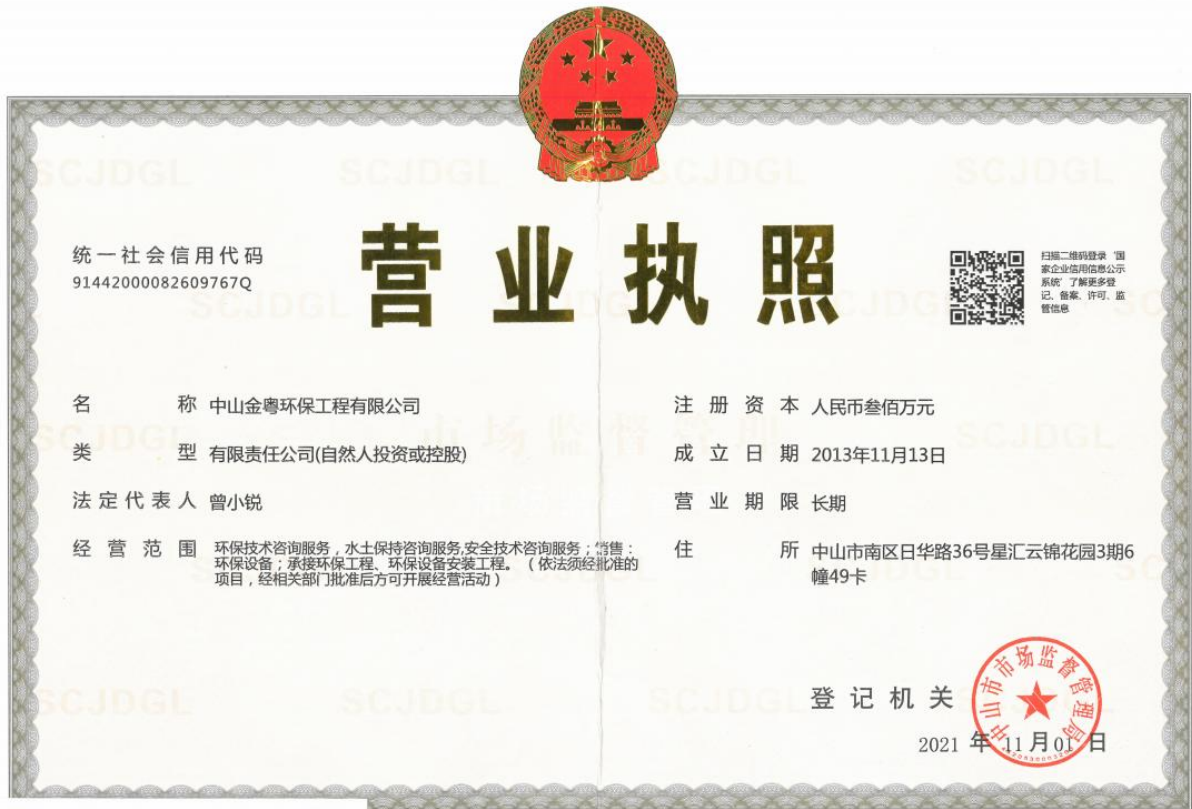 营业执照
统一社会信用代码
91442000082609767Q
扫描二维码登录‘国
家企业信用信息公示
系统’了解更多登
记、备案、许可、监
管信息
名称 中山金粤环保工程有限公司
类型 有限责任公司(自然人投资或控股)
法定代表人 曾小锐
经营范围 环保技术咨询服务，水土保持咨询服务,安全技术咨询服务；销售：
环保设备；承接环保工程、环保设备安装工程。（依法须经批准的
项目，经相关部门批准后方可开展经营活动）
注册资本 人民币叁佰万元
成立日期 2013年11月13日
营业期限 长期
住所 中山市南区日华路36号星汇云锦花园3期6
幢49卡
登记机关
中山市市场监督管理局
2021 年 11 月 01 日
SCJDGL
市场监督管理